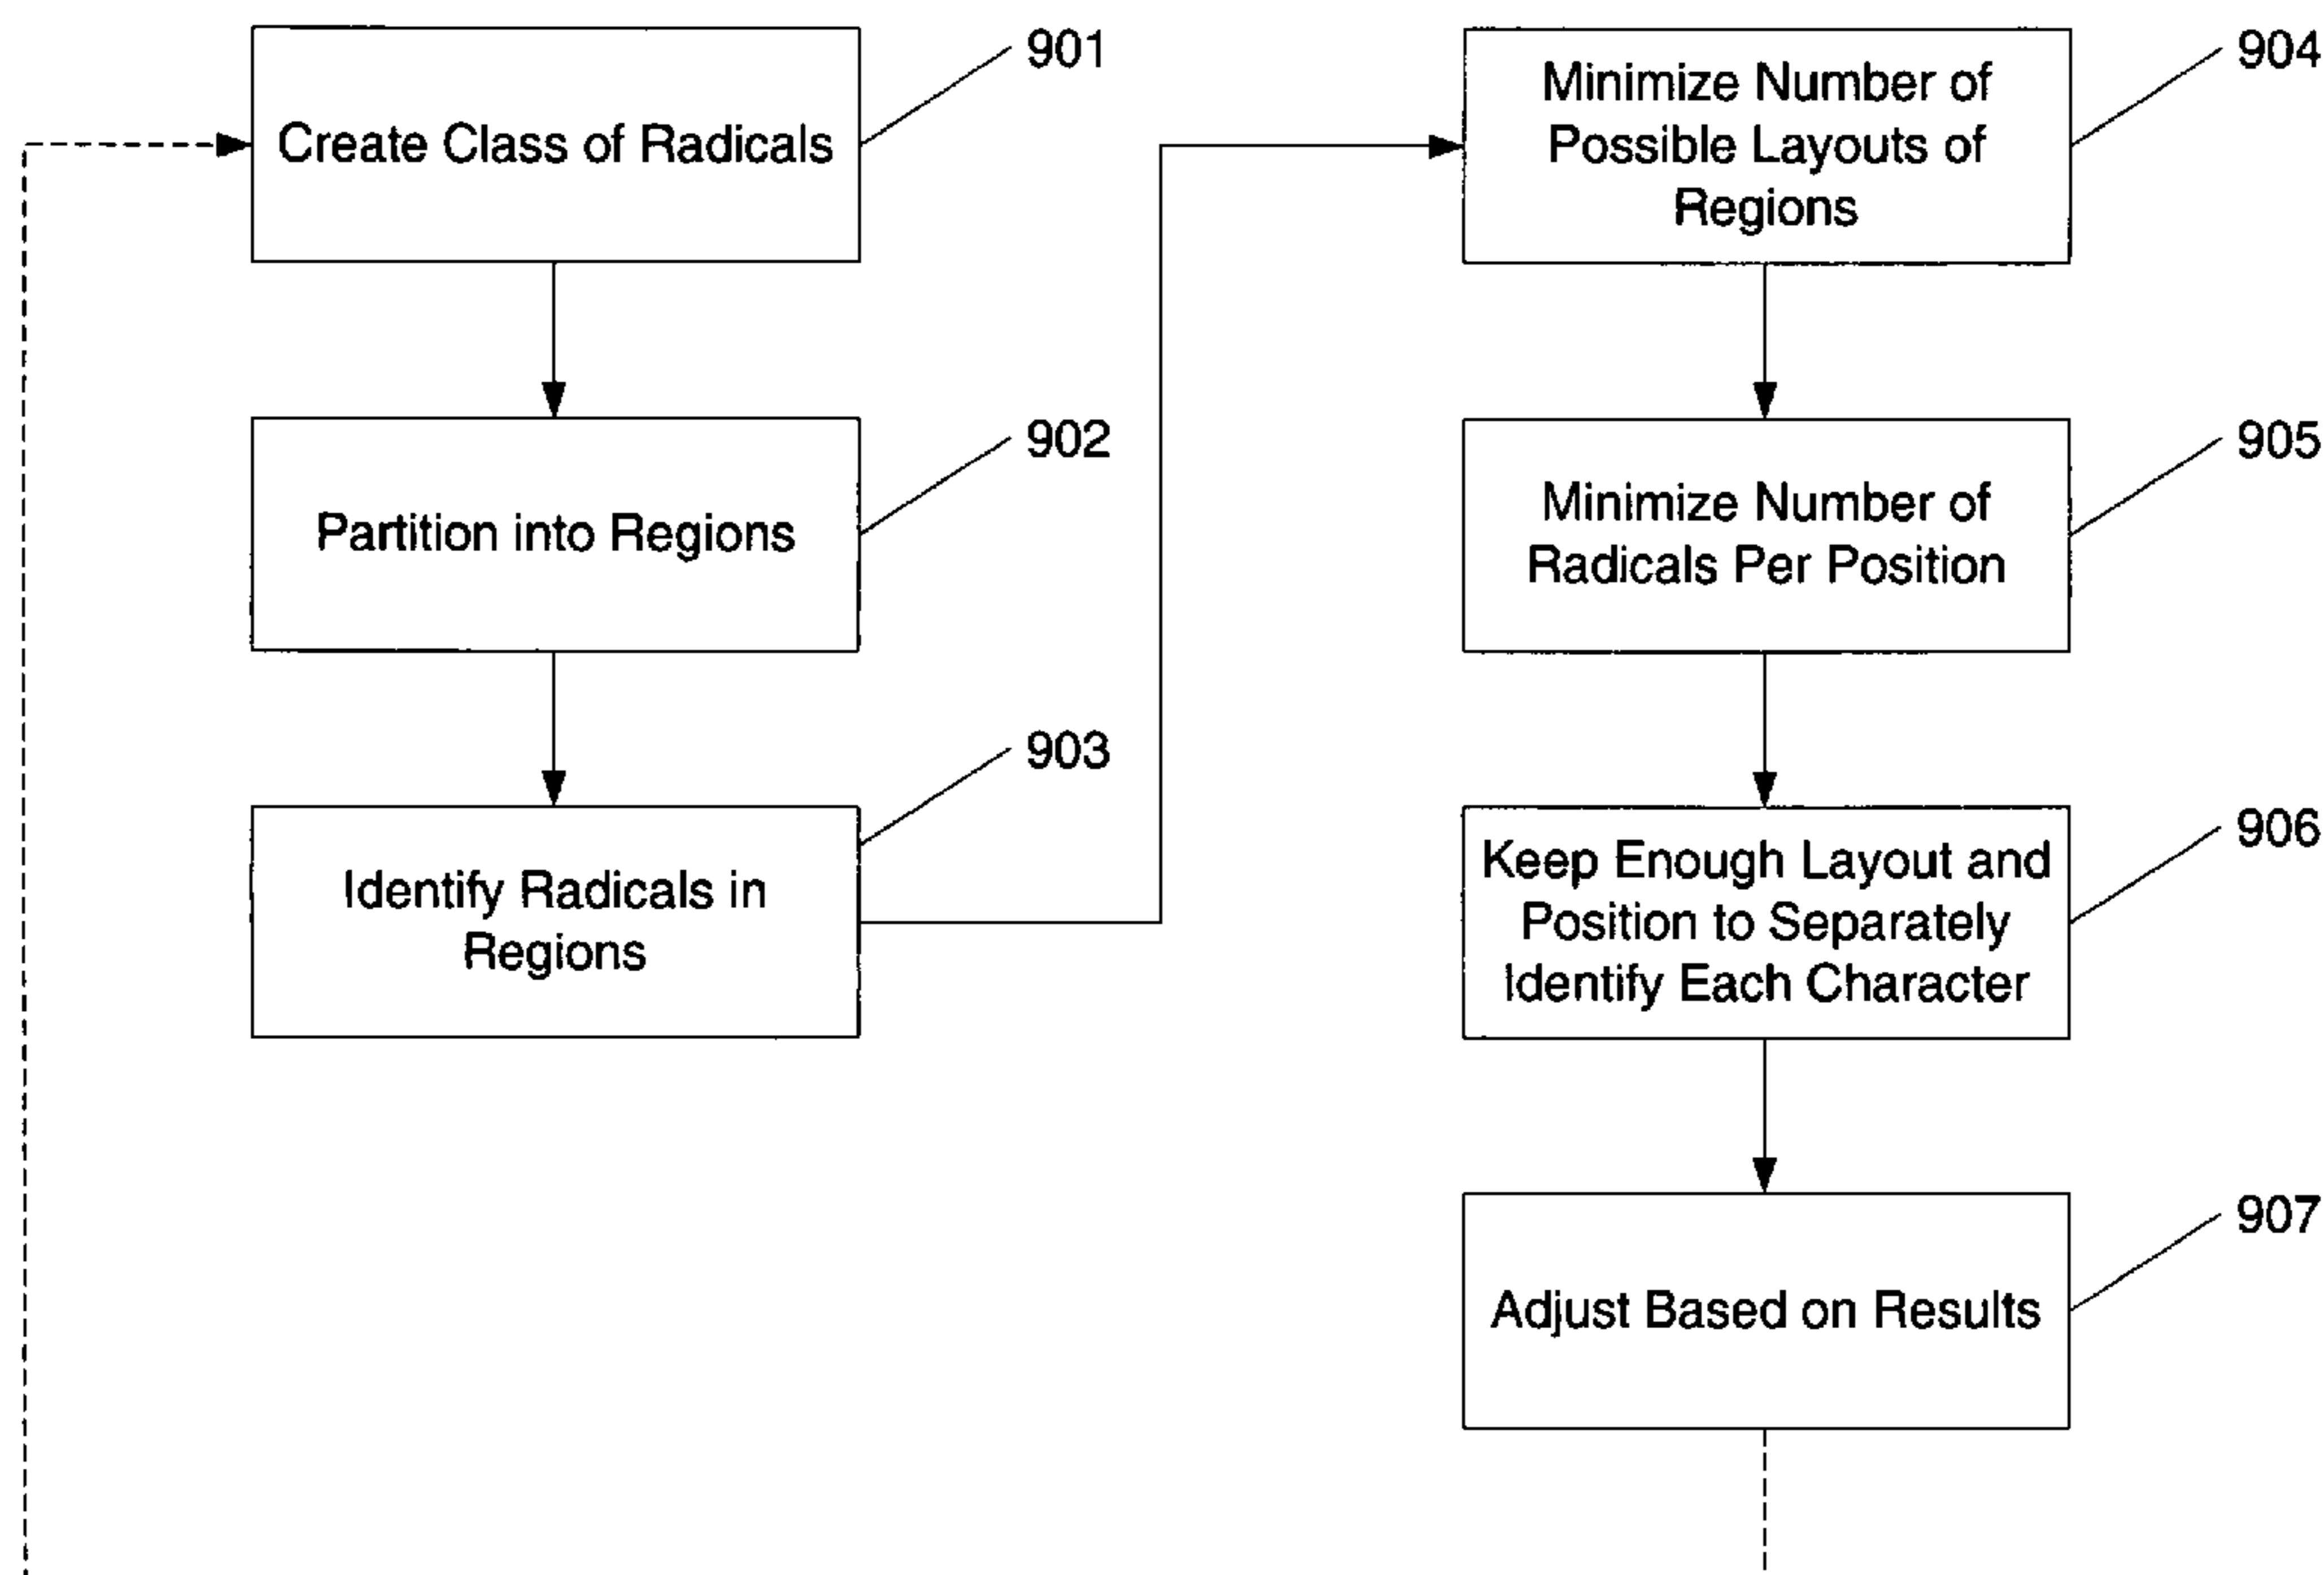 901
Create Class of Radicals
902
Partition into Regions
903
Identify Radicals in
Regions
904
Minimize Number of
Possible Layouts of
Regions
905
Minimize Number of
Radicals Per Position
906
Keep Enough Layout and
Position to Separately
Identify Each Character
907
Adjust Based on Results